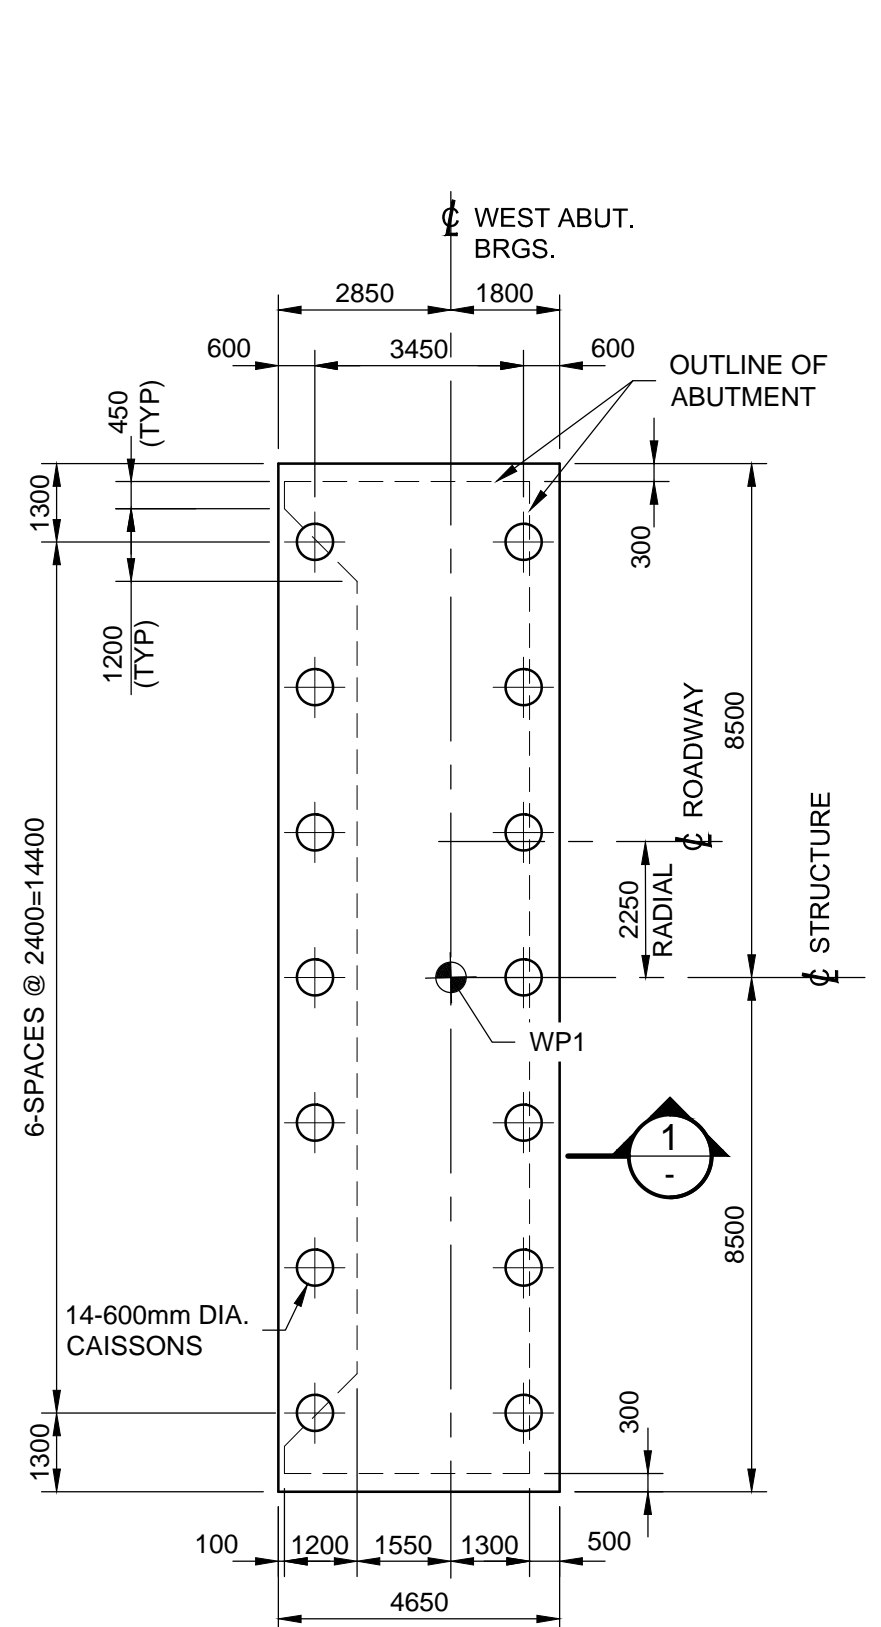 ℄ WEST ABUT.
BRGS.
2850
1800
600
3450
600
OUTLINE OF
ABUTMENT
450
(TYP)
1300
300
1200
(TYP)
℄ ROADWAY
8500
℄ STRUCTURE
2250
RADIAL
6-SPACES @ 2400=14400
WP1
1
-
8500
14-600mm DIA.
CAISSONS
300
1300
100
1200
1550
1300
500
4650